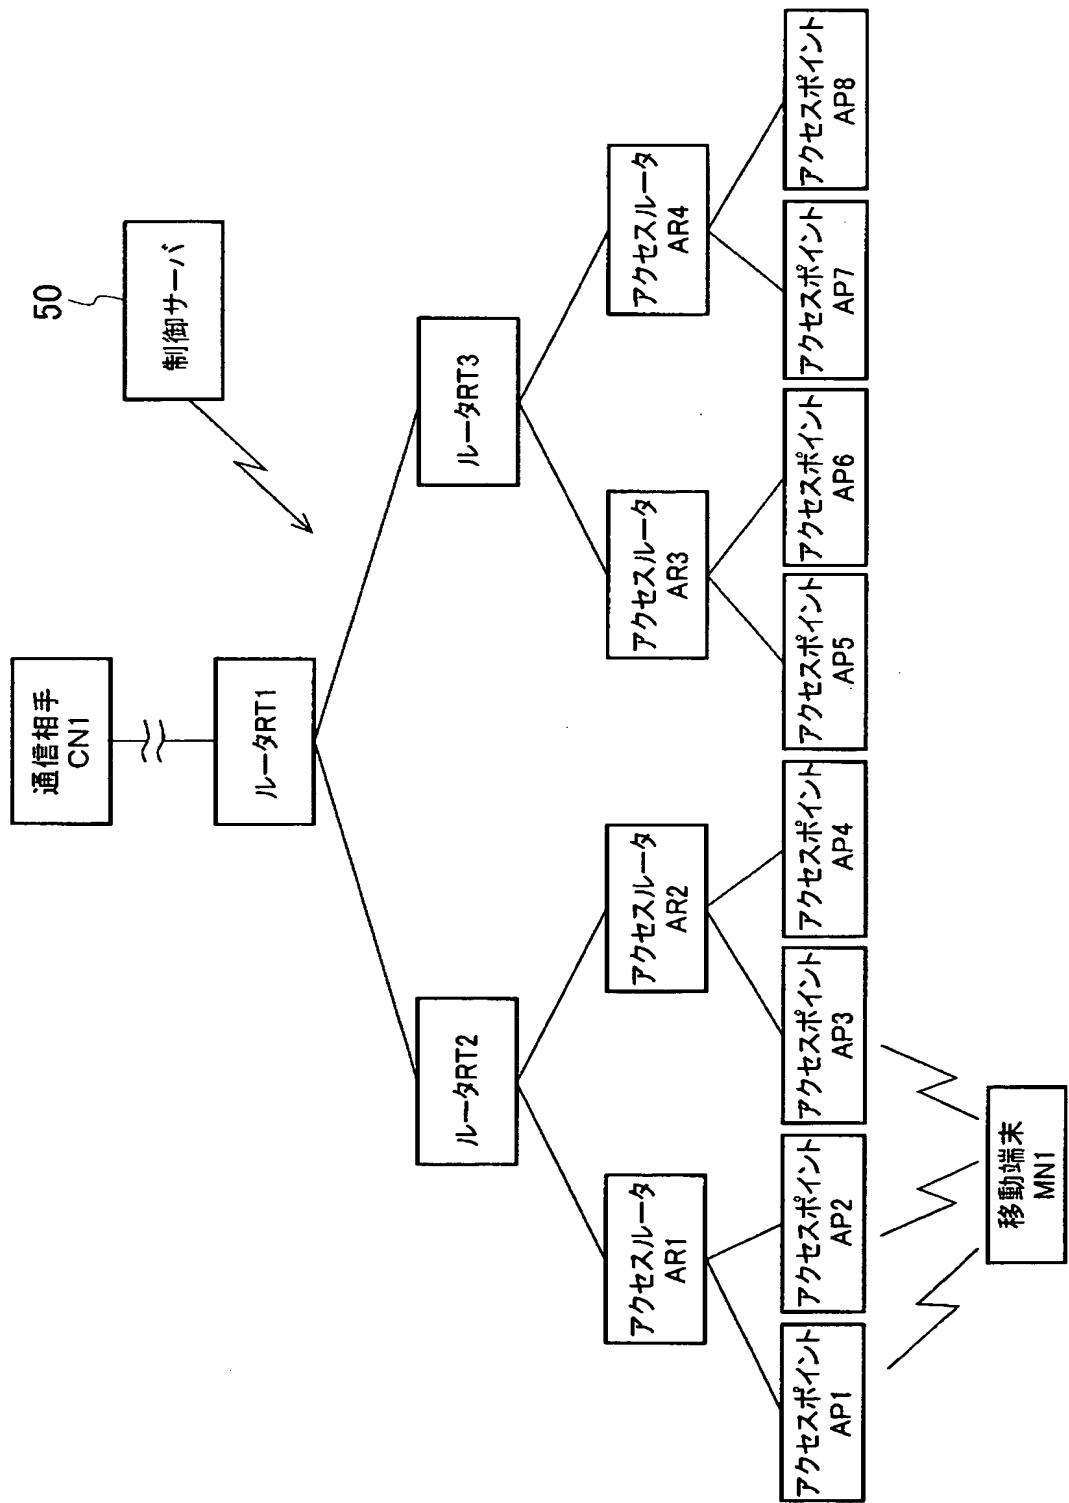 通信相手
CN1
50
制御サーバ
ルータRT1
ルータRT2
ルータRT3
アクセスルータ
AR1
アクセスルータ
AR2
アクセスルータ
AR3
アクセスルータ
AR4
アクセスポイント
AP1
アクセスポイント
AP2
アクセスポイント
AP3
アクセスポイント
AP4
アクセスポイント
AP5
アクセスポイント
AP6
アクセスポイント
AP7
アクセスポイント
AP8
移動端末
MN1